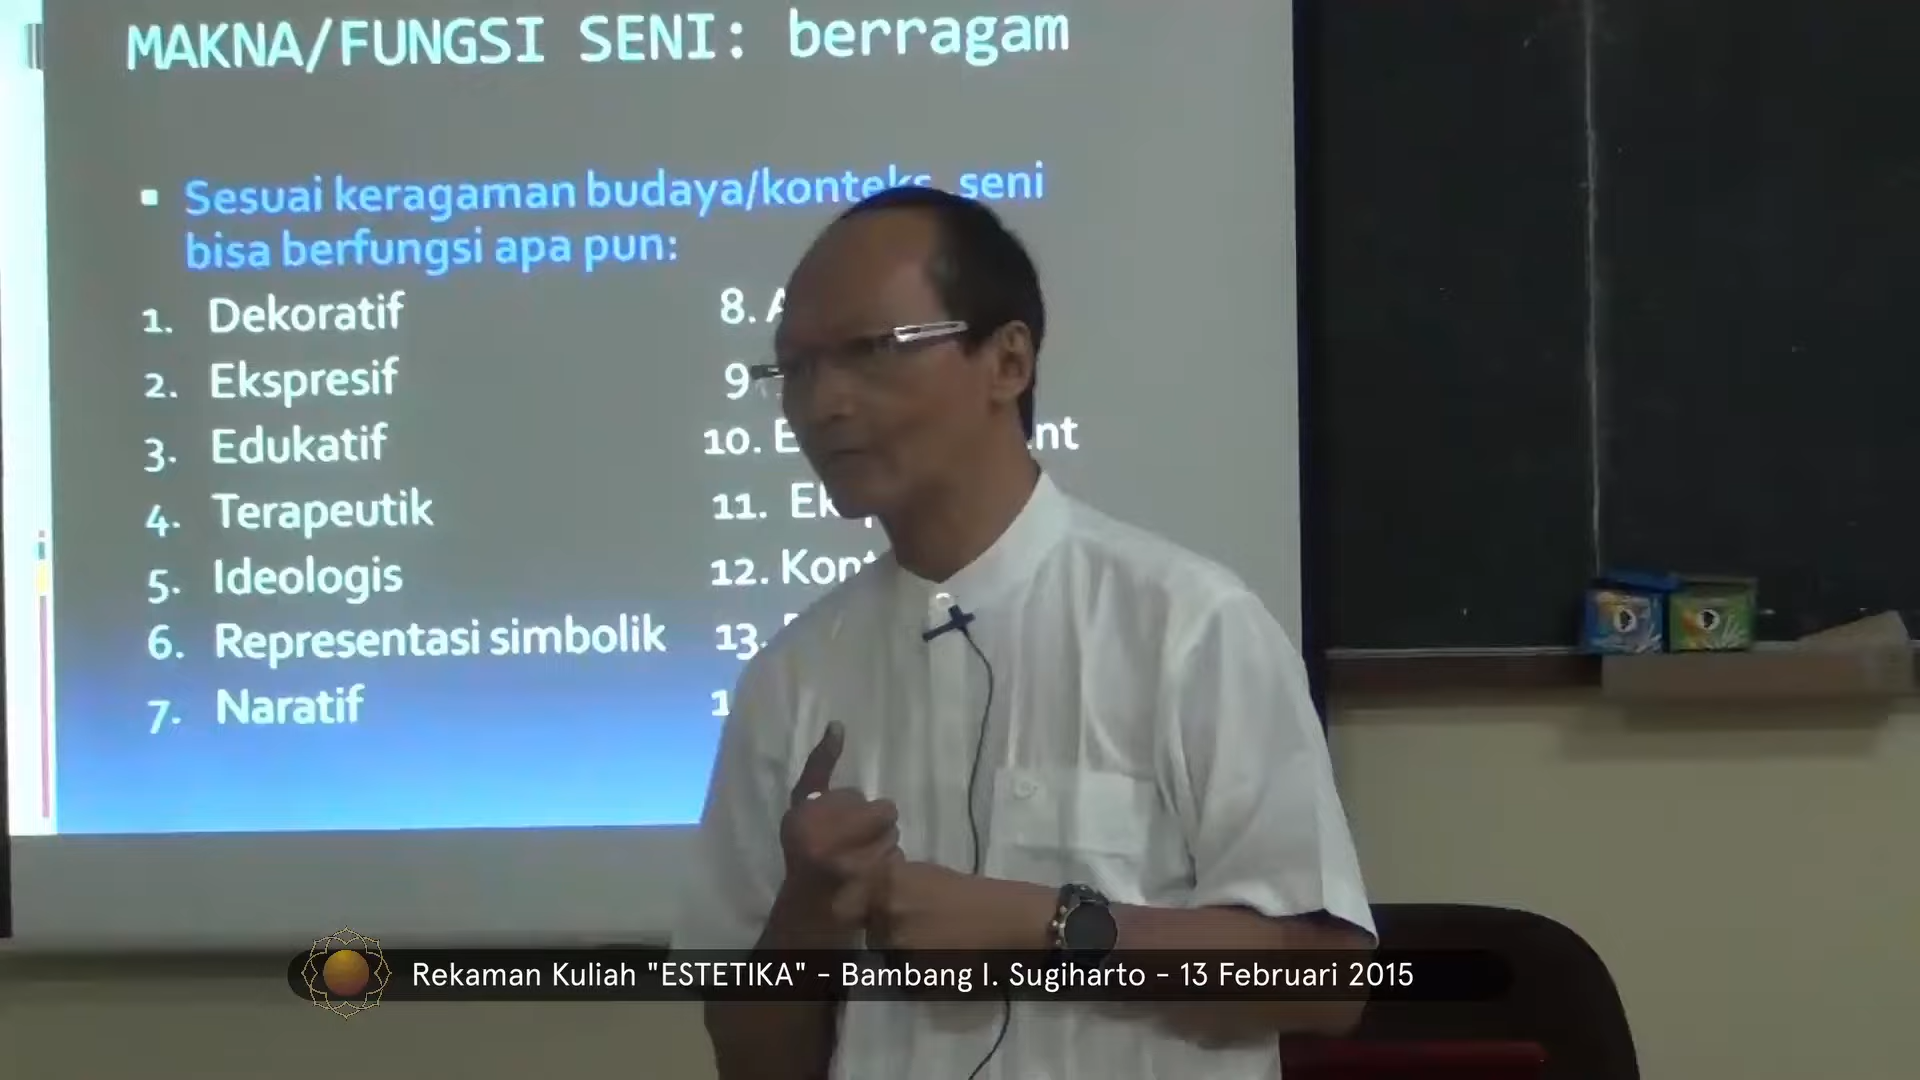 MAKNA/FUNGSI SENI: berragam
Sesuai keragaman budaya/konteks seni
bisa berfungsi apa pun:
1. Dekoratif
2. Ekspresif
3. Edukatif
4. Terapeutik
5. Ideologis
6. Representasi simbolik
7. Naratif
8.
9
10.
11.
12.
13.
Rekaman Kuliah "ESTETIKA" - Bambang I. Sugiharto - 13 Februari 2015